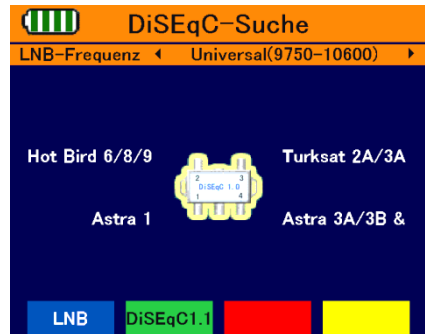 DiSEqC-Suche
LNB-Frequenz Universal(9750-10600)
Hot Bird 6/8/9 Turksat 2A/3A
2 3
DiSEqC 1.0
1 4
Astra 1 Astra 3A/3B &
LNB DiSEqC1.1